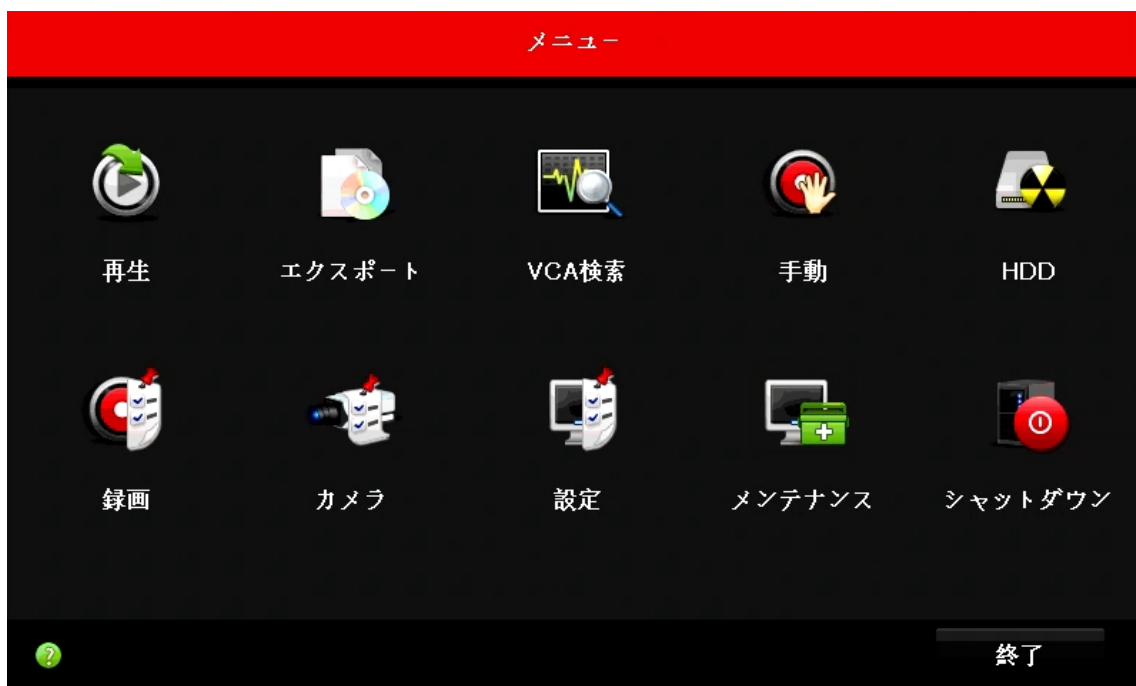 メニュー
再生
エクスポート
VCA検索
手動
HDD
録画
カメラ
設定
メンテナンス
シャットダウン
?
終了